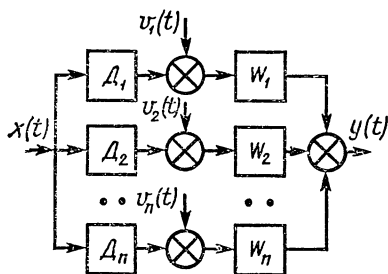 v₁(t)
Д₁ W₁
v₂(t)
x(t) Д₂ W₂ y(t)
vₙ(t)
Дₙ Wₙ